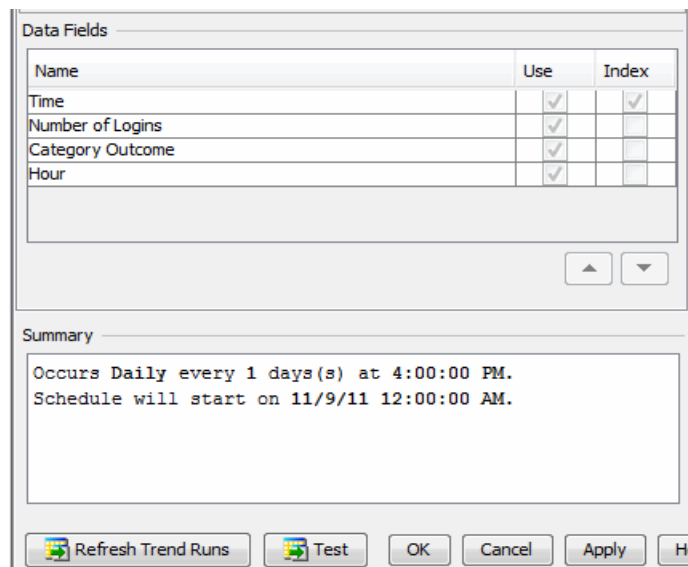 Data Fields
Name Use Index
Time
Number of Logins
Category Outcome
Hour
Summary
Occurs Daily every 1 days(s) at 4:00:00 PM.
Schedule will start on 11/9/11 12:00:00 AM.
Refresh Trend Runs Test OK Cancel Apply